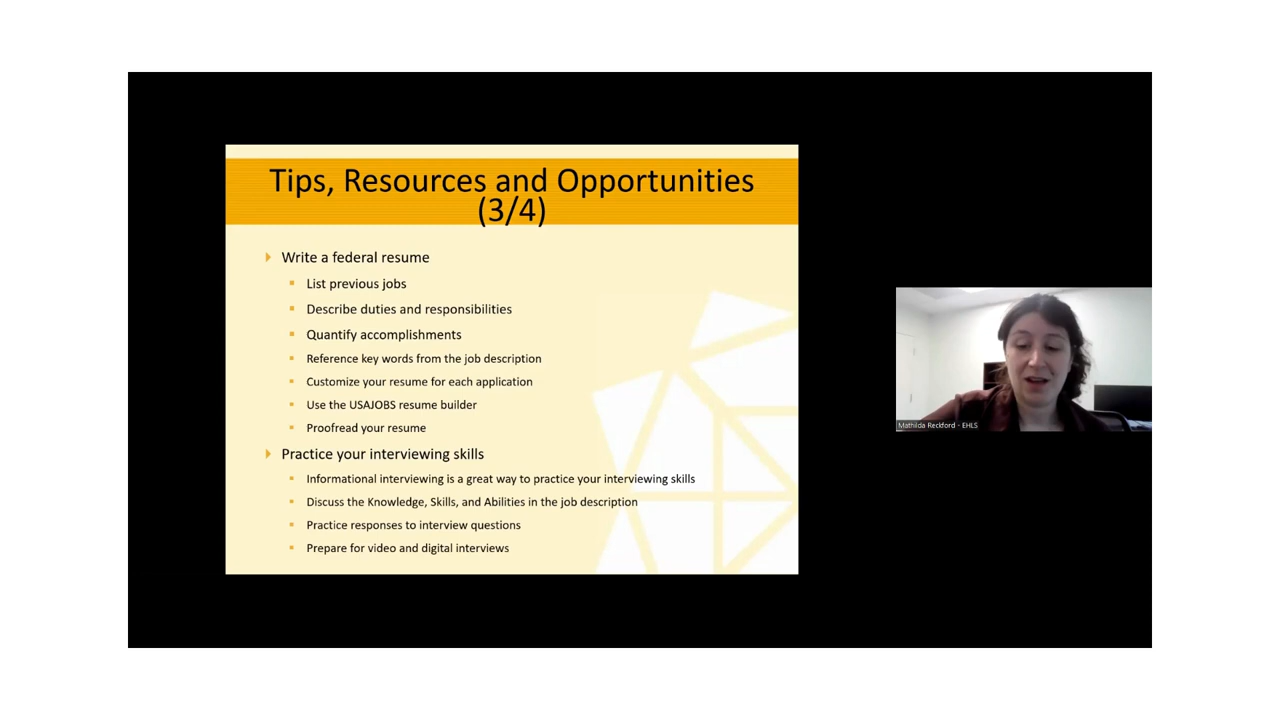 Tips, Resources and Opportunities
(3/4)
Write a federal resume
List previous jobs
Describe duties and responsibilities
Quantify accomplishments
Reference key words from the job description
Customize your resume for each application
Use the USAJOBS resume builder
Proofread your resume
Practice your interviewing skills
Informational interviewing is a great way to practice your interviewing skills
Discuss the Knowledge, Skills, and Abilities in the job description
Practice responses to interview questions
Prepare for video and digital interviews
Mathilda Reckford - EHLS